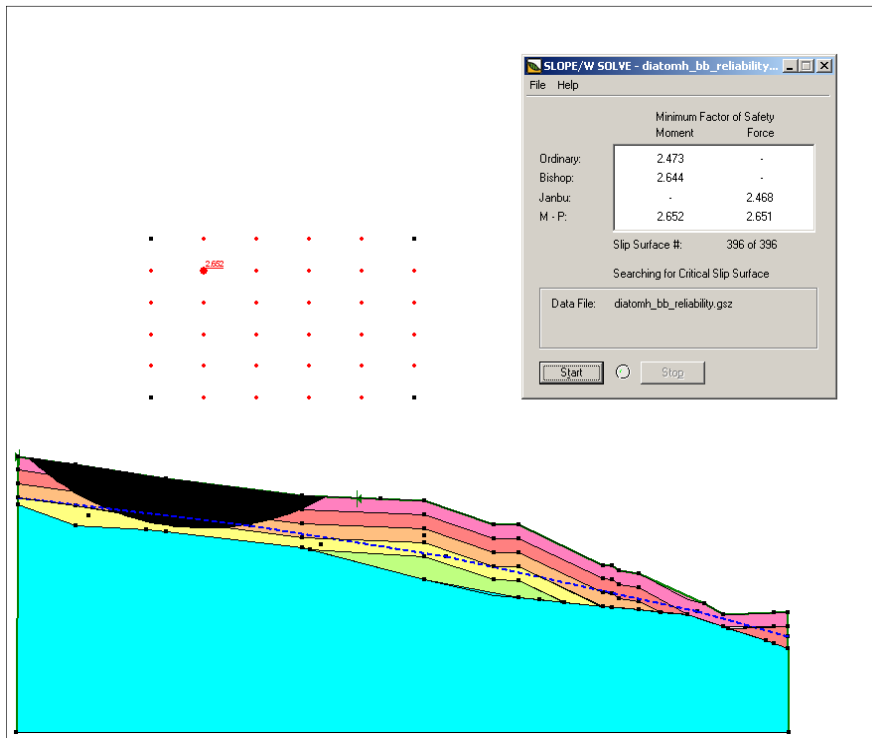 SLOPE/W SOLVE - diatomh_bb_reliability...
File Help
Minimum Factor of Safety
Moment Force
Ordinary: 2.473 -
Bishop: 2.644 -
Janbu: - 2.468
M - P: 2.652 2.651
Slip Surface #: 396 of 396
Searching for Critical Slip Surface
Data File: diatomh_bb_reliability.gsz
Start Stop
2.652